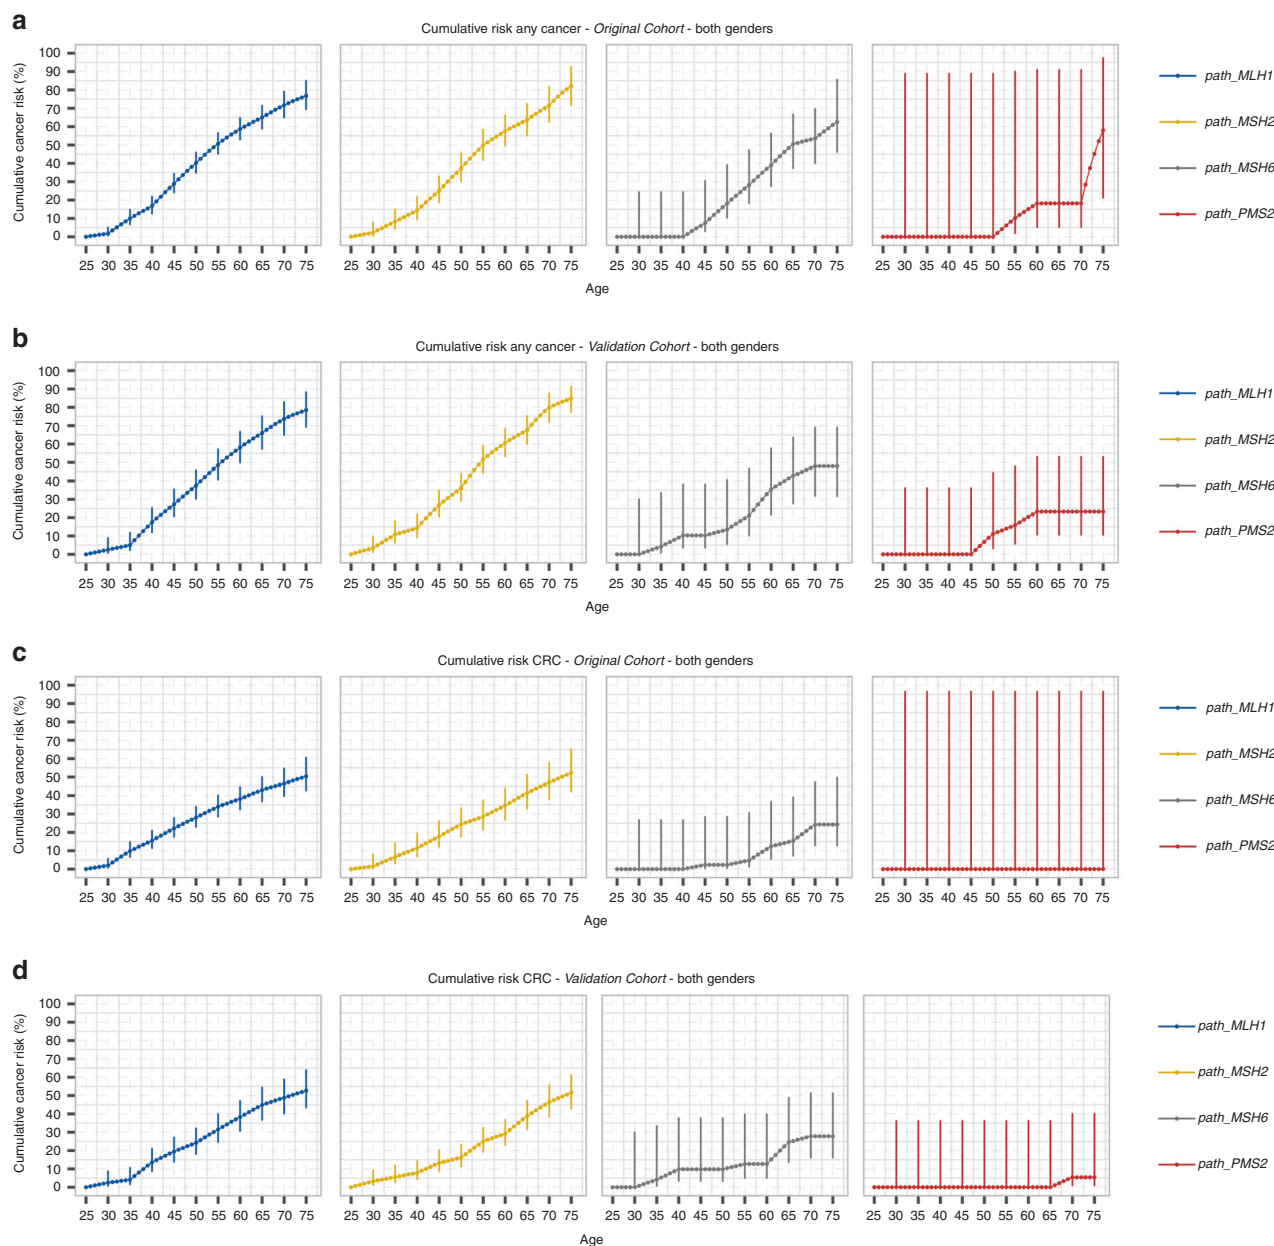 a
Cumulative risk any cancer - Original Cohort - both genders
Cumulative cancer risk (%)
100
90
80
70
60
50
40
30
20
10
0
25 30 35 40 45 50 55 60 65 70 75
25 30 35 40 45 50 55 60 65 70 75
25 30 35 40 45 50 55 60 65 70 75
25 30 35 40 45 50 55 60 65 70 75
Age
path_MLH1
path_MSH2
path_MSH6
path_PMS2
b
Cumulative risk any cancer - Validation Cohort - both genders
Cumulative cancer risk (%)
100
90
80
70
60
50
40
30
20
10
0
25 30 35 40 45 50 55 60 65 70 75
25 30 35 40 45 50 55 60 65 70 75
25 30 35 40 45 50 55 60 65 70 75
25 30 35 40 45 50 55 60 65 70 75
Age
path_MLH1
path_MSH2
path_MSH6
path_PMS2
c
Cumulative risk CRC - Original Cohort - both genders
Cumulative cancer risk (%)
100
90
80
70
60
50
40
30
20
10
0
25 30 35 40 45 50 55 60 65 70 75
25 30 35 40 45 50 55 60 65 70 75
25 30 35 40 45 50 55 60 65 70 75
25 30 35 40 45 50 55 60 65 70 75
Age
path_MLH1
path_MSH2
path_MSH6
path_PMS2
d
Cumulative risk CRC - Validation Cohort - both genders
Cumulative cancer risk (%)
100
90
80
70
60
50
40
30
20
10
0
25 30 35 40 45 50 55 60 65 70 75
25 30 35 40 45 50 55 60 65 70 75
25 30 35 40 45 50 55 60 65 70 75
25 30 35 40 45 50 55 60 65 70 75
Age
path_MLH1
path_MSH2
path_MSH6
path_PMS2